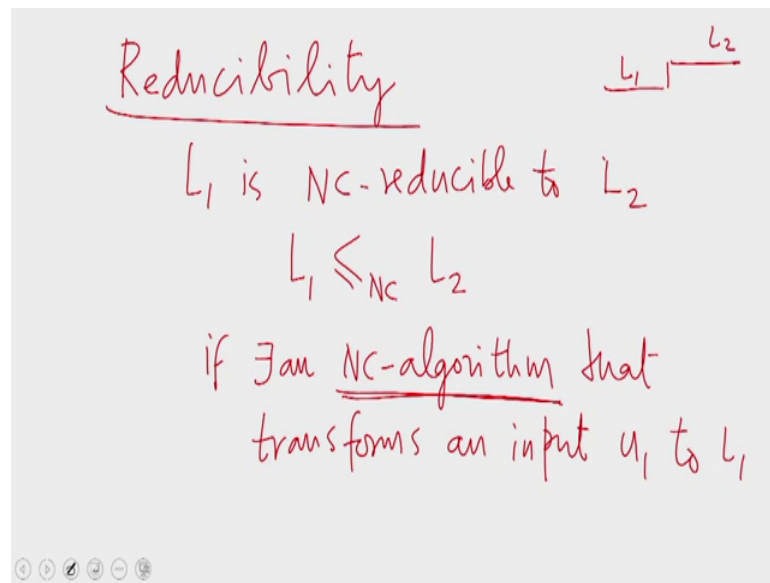 Reducibility
L₁ L₂
L₁ is NC-reducible to L₂
L₁ ≤NC L₂
if ∃ an NC-algorithm that
transforms an input u₁ to L₁